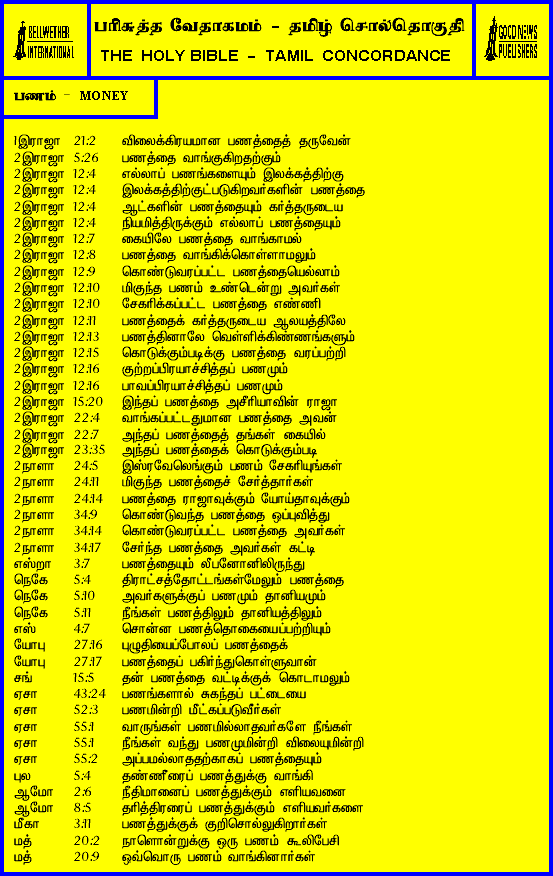 BELLWETHER
INTERNATIONAL
பரிசுத்த வேதாகமம் - தமிழ் சொல்தொகுதி
THE HOLY BIBLE - TAMIL CONCORDANCE
GOOD NEWS
PUBLISHERS
பணம் - MONEY
1இராஜா 21:2 விலைக்கிரயமான பணத்தைத் தருவேன்
2இராஜா 5:26 பணத்தை வாங்குகிறதற்கும்
2இராஜா 12:4 எல்லாப் பணங்களையும் இலக்கத்திற்கு
2இராஜா 12:4 இலக்கத்திற்குட்படுகிறவர்களின் பணத்தை
2இராஜா 12:4 ஆட்களின் பணத்தையும் கர்த்தருடைய
2இராஜா 12:4 நியமித்திருக்கும் எல்லாப் பணத்தையும்
2இராஜா 12:7 கையிலே பணத்தை வாங்காமல்
2இராஜா 12:8 பணத்தை வாங்கிக்கொள்ளாமலும்
2இராஜா 12:9 கொண்டுவரப்பட்ட பணத்தையெல்லாம்
2இராஜா 12:10 மிகுந்த பணம் உண்டென்று அவர்கள்
2இராஜா 12:10 சேகரிக்கப்பட்ட பணத்தை எண்ணி
2இராஜா 12:11 பணத்தைக் கர்த்தருடைய ஆலயத்திலே
2இராஜா 12:13 பணத்தினாலே வெள்ளிக்கிண்ணங்களும்
2இராஜா 12:15 கொடுக்கும்படிக்கு பணத்தை வரப்பற்றி
2இராஜா 12:16 குற்றப்பிரயாச்சித்தப் பணமும்
2இராஜா 12:16 பாவப்பிரயாச்சித்தப் பணமும்
2இராஜா 15:20 இந்தப் பணத்தை அசீரியாவின் ராஜா
2இராஜா 22:4 வாங்கப்பட்டதுமான பணத்தை அவன்
2இராஜா 22:7 அந்தப் பணத்தைத் தங்கள் கையில்
2இராஜா 23:35 அந்தப் பணத்தைக் கொடுக்கும்படி
2நாளா 24:5 இஸ்ரவேலெங்கும் பணம் சேகரியுங்கள்
2நாளா 24:11 மிகுந்த பணத்தைச் சேர்த்தார்கள்
2நாளா 24:14 பணத்தை ராஜாவுக்கும் யோய்தாவுக்கும்
2நாளா 34:9 கொண்டுவந்த பணத்தை ஒப்புவித்து
2நாளா 34:14 கொண்டுவரப்பட்ட பணத்தை அவர்கள்
2நாளா 34:17 சேர்ந்த பணத்தை அவர்கள் கட்டி
எஸ்றா 3:7 பணத்தையும் லீபனோனிலிருந்து
நெகே 5:4 திராட்சத்தோட்டங்கள்மேலும் பணத்தை
நெகே 5:10 அவர்களுக்குப் பணமும் தானியமும்
நெகே 5:11 நீங்கள் பணத்திலும் தானியத்திலும்
எஸ் 4:7 சொன்ன பணத்தொகையைப்பற்றியும்
யோபு 27:16 புழுதியைப்போலப் பணத்தைக்
யோபு 27:17 பணத்தைப் பகிர்ந்துகொள்ளுவான்
சங் 15:5 தன் பணத்தை வட்டிக்குக் கொடாமலும்
ஏசா 43:24 பணங்களால் சுகந்தப் பட்டையை
ஏசா 52:3 பணமின்றி மீட்கப்படுவீர்கள்
ஏசா 55:1 வாருங்கள் பணமில்லாதவர்களே நீங்கள்
ஏசா 55:1 நீங்கள் வந்து பணமுமின்றி விலையுமின்றி
ஏசா 55:2 அப்பமல்லாததற்காகப் பணத்தையும்
புல 5:4 தண்ணீரைப் பணத்துக்கு வாங்கி
ஆமோ 2:6 நீதிமானைப் பணத்துக்கும் எளியவனை
ஆமோ 8:5 தரித்திரரைப் பணத்துக்கும் எளியவர்களை
மீகா 3:11 பணத்துக்குக் குறிசொல்லுகிறார்கள்
மத் 20:2 நாளொன்றுக்கு ஒரு பணம் கூலிபேசி
மத் 20:9 ஒவ்வொரு பணம் வாங்கினார்கள்